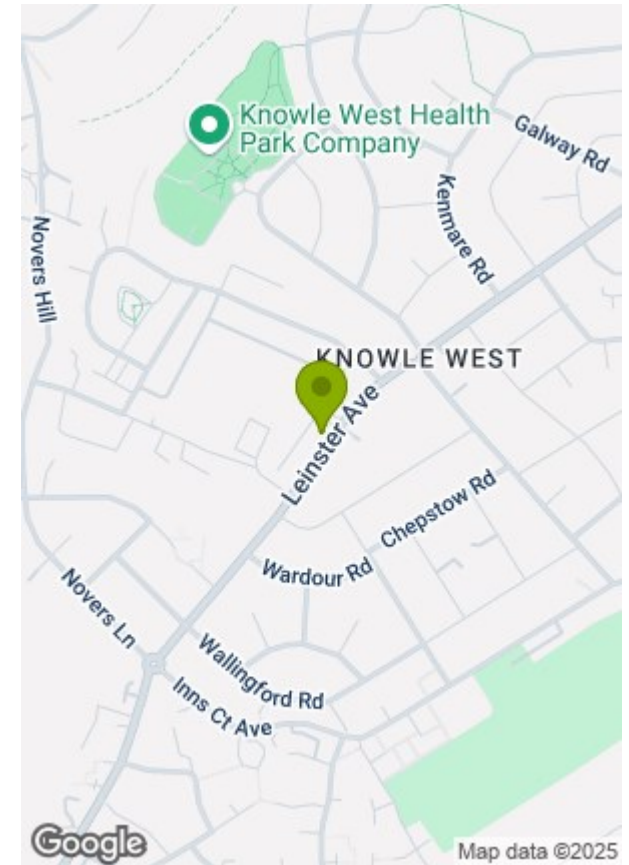 Knowle West Health
Park Company
Galway Rd
Kenmare Rd
Novers Hill
KNOWLE WEST
Leinster Ave
Chepstow Rd
Wardour Rd
Novers Ln
Wallingford Rd
Inns Ct Ave
Google
Map data ©2025